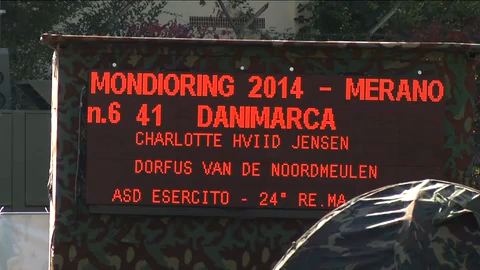 MONDIORING 2014 - MERANO
n.6 41 DANIMARCA
CHARLOTTE HVIID JENSEN
DORFUS VAN DE NOORDMEULEN
ASD ESERCITO - 24° RE.MA